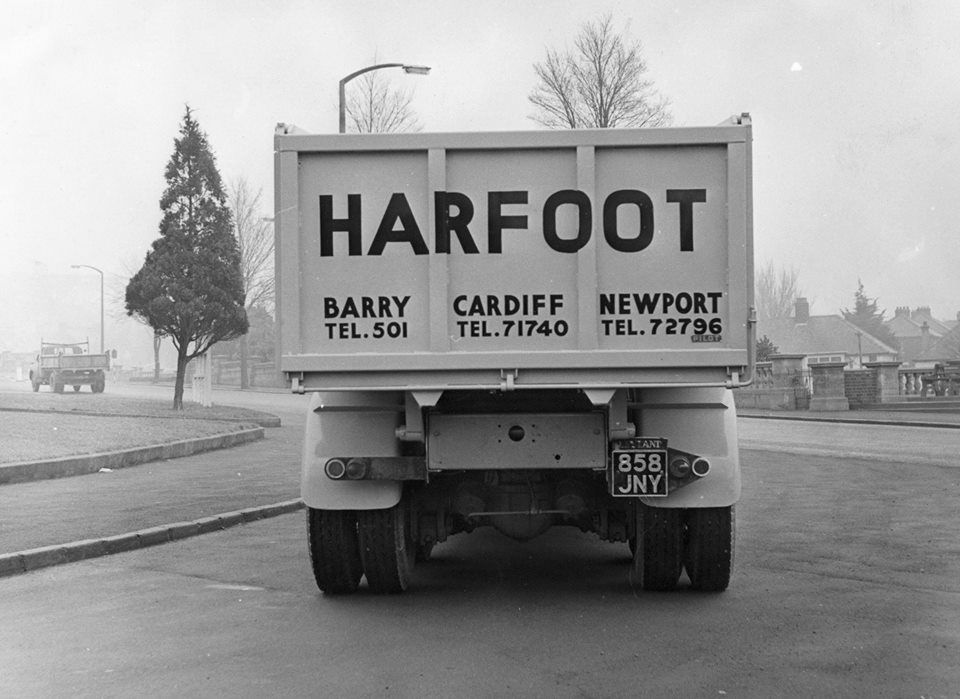 HARFOOT
BARRY CARDIFF NEWPORT
TEL.501 TEL.71740 TEL.72796
PILOT
858
JNY